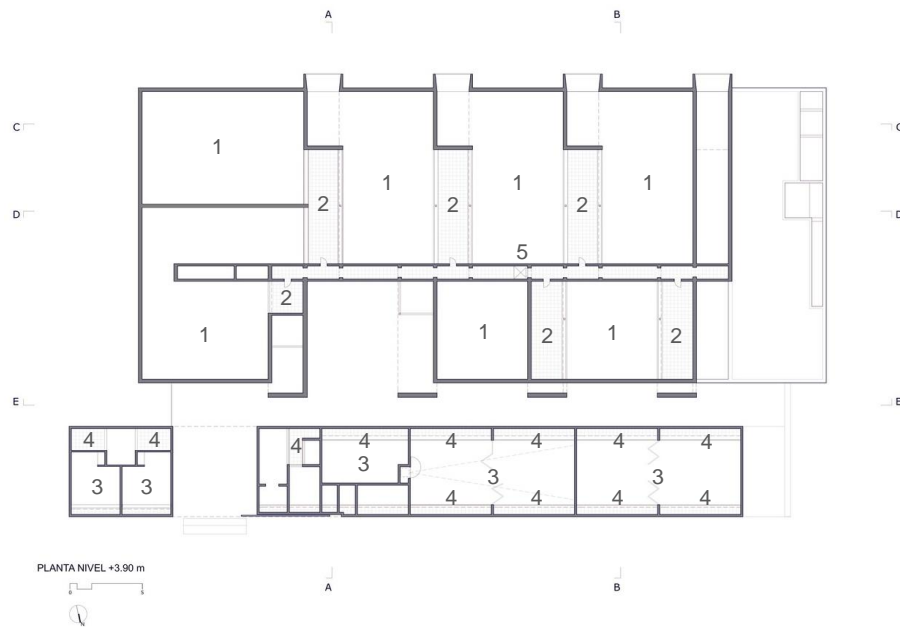 A B
C 1 1 1 1 C
D 2 2 2 D
5
2
1 1 2 1 2
E E
4 4 4 4 4 4 4 4 4
3 3 3 3 3
4 4 4 4
PLANTA NIVEL +3.90 m
0 5
N
A B